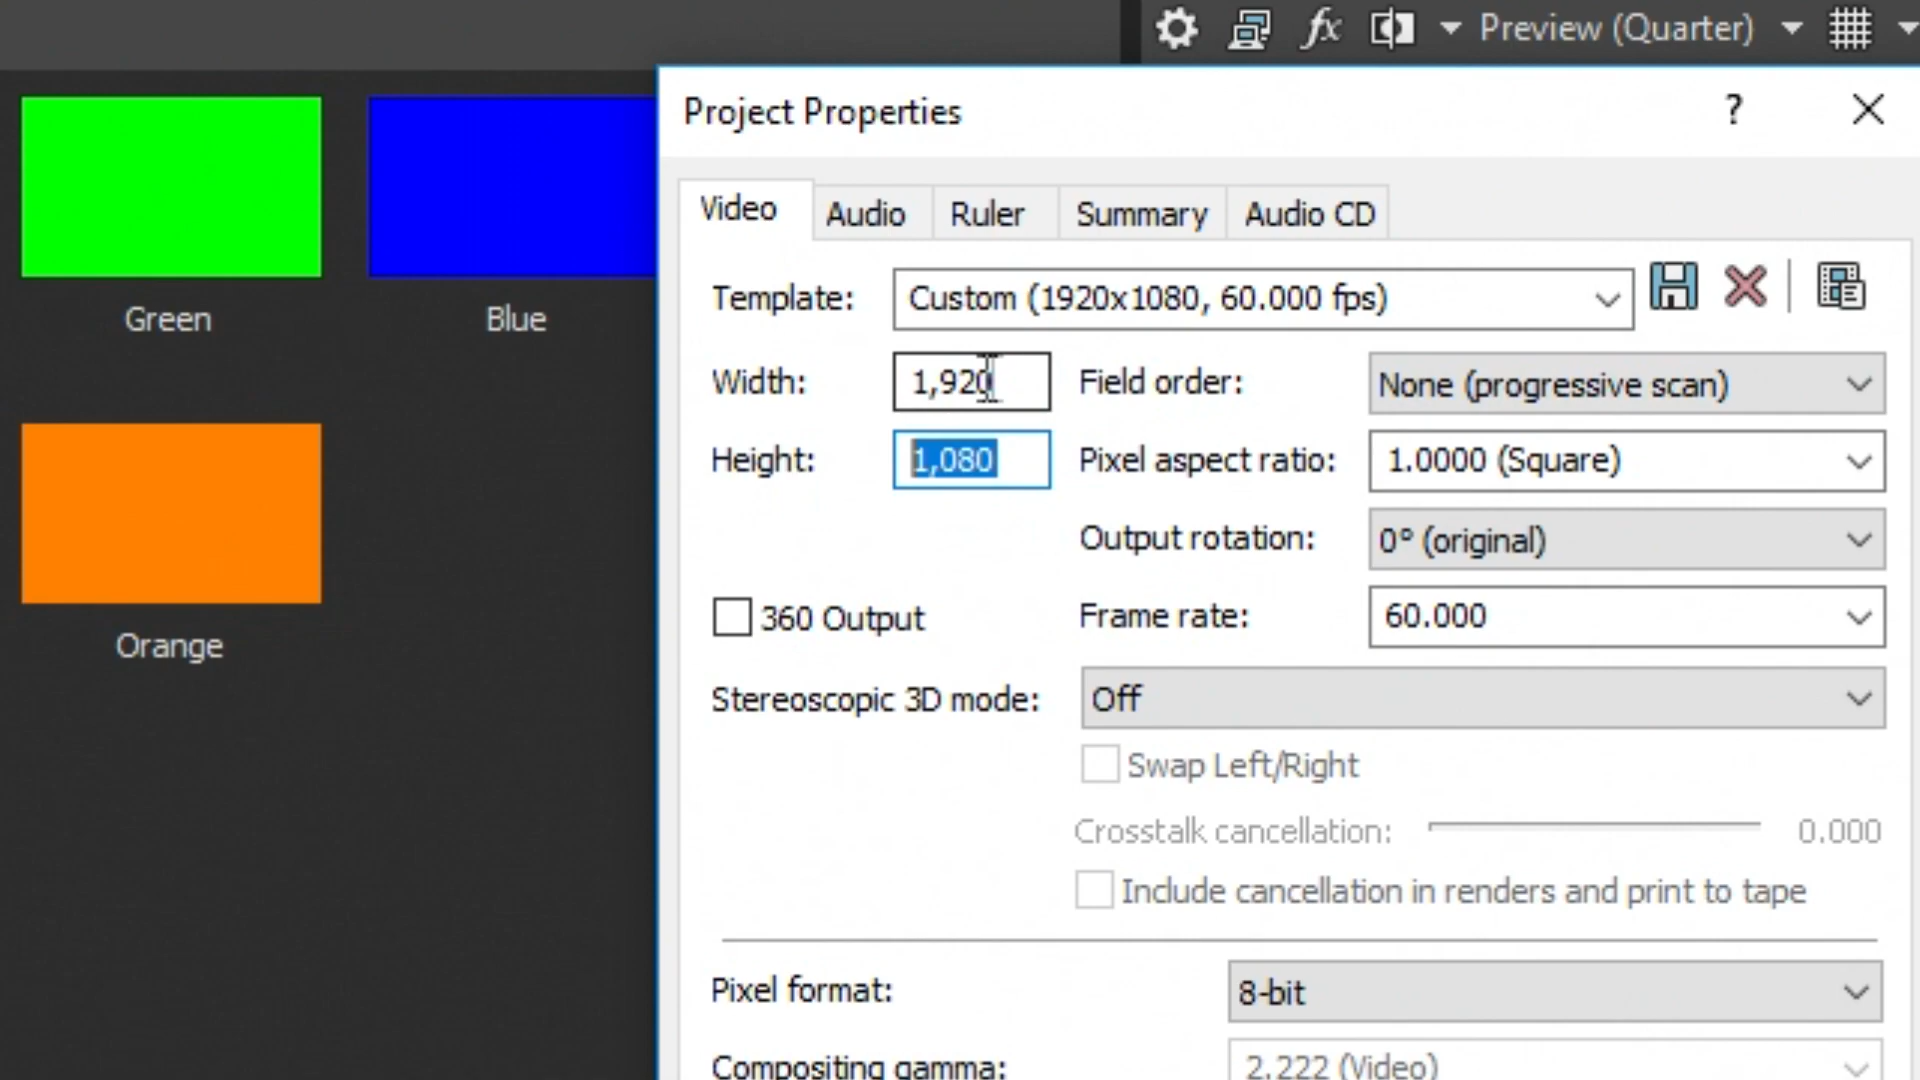 fx Preview (Quarter)
Project Properties ?
Video Audio Ruler Summary Audio CD
Green
Blue
Orange
Template: Custom (1920x1080, 60.000 fps)
Width: 1,920 Field order: None (progressive scan)
Height: 1,080 Pixel aspect ratio: 1.0000 (Square)
Output rotation: 0° (original)
360 Output Frame rate: 60.000
Stereoscopic 3D mode: Off
Swap Left/Right
Crosstalk cancellation: 0.000
Include cancellation in renders and print to tape
Pixel format: 8-bit
Compositing gamma: 2.222 (Video)